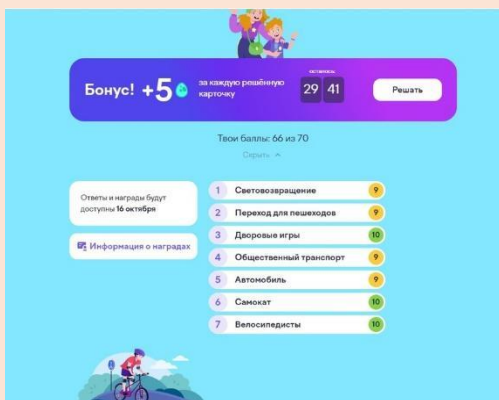 Бонус! +5
за каждую решённую
карточку
осталось
29 41
Решать
Твои баллы: 66 из 70
Скрыть
Ответы и награды будут
доступны 16 октября
Информация о наградах
1 Световозвращение 9
2 Переход для пешеходов 9
3 Дворовые игры 10
4 Общественный транспорт 9
5 Автомобиль 9
6 Самокат 10
7 Велосипедисты 10